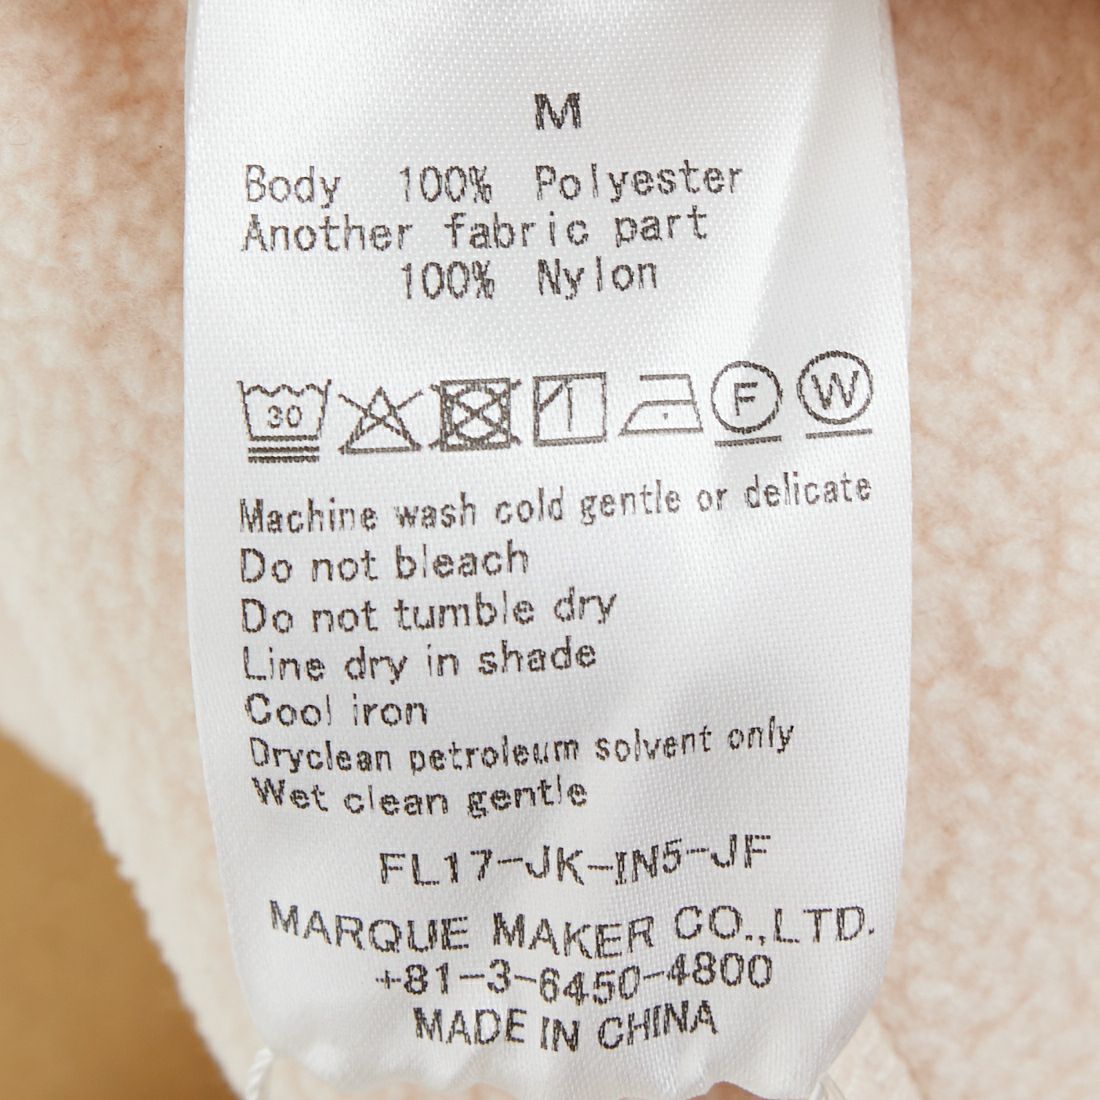 M
Body 100% Polyester
Another fabric part
100% Nylon
30 F W
Machine wash cold gentle or delicate
Do not bleach
Do not tumble dry
Line dry in shade
Cool iron
Dryclean petroleum solvent only
Wet clean gentle
FL17-JK-IN5-JF
MARQUE MAKER CO.,LTD.
+81-3-6450-4800
MADE IN CHINA